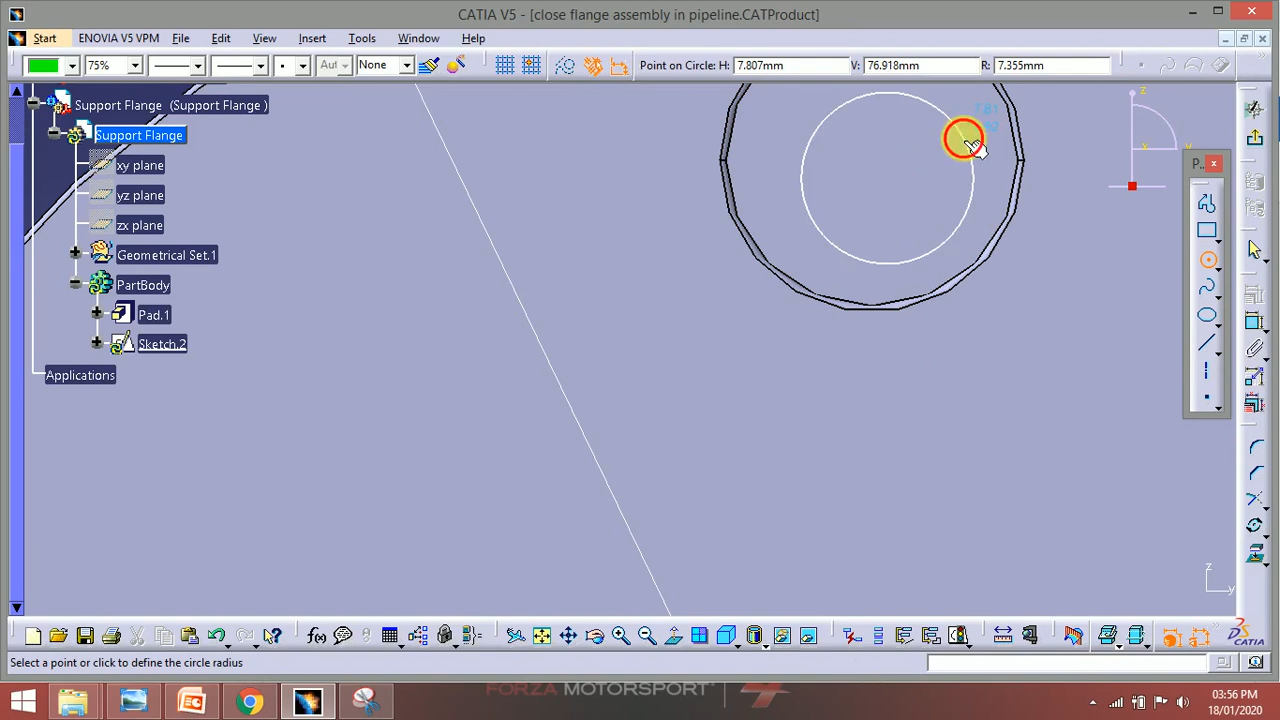 CATIA V5 - [close flange assembly in pipeline.CATProduct]
Start ENOVIA V5 VPM File Edit View Insert Tools Window Help
75% Aut None Point on Circle: H: 7.807mm V: 76.918mm R: 7.355mm
Support Flange (Support Flange )
Support Flange
xy plane
yz plane
zx plane
Geometrical Set.1
PartBody
Pad.1
Sketch.2
Applications
P...
z
x
y
z
y
f(x)
DS CATIA
Select a point or click to define the circle radius
FORZA MOTORSPORT
03:56 PM
18/01/2020